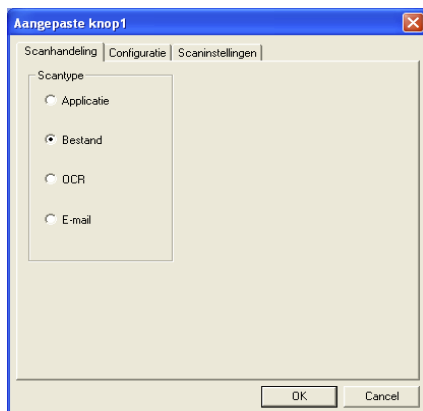 Aangepaste knop1
Scanhandeling Configuratie Scaninstellingen
Scantype
Applicatie
Bestand
OCR
E-mail
OK Cancel